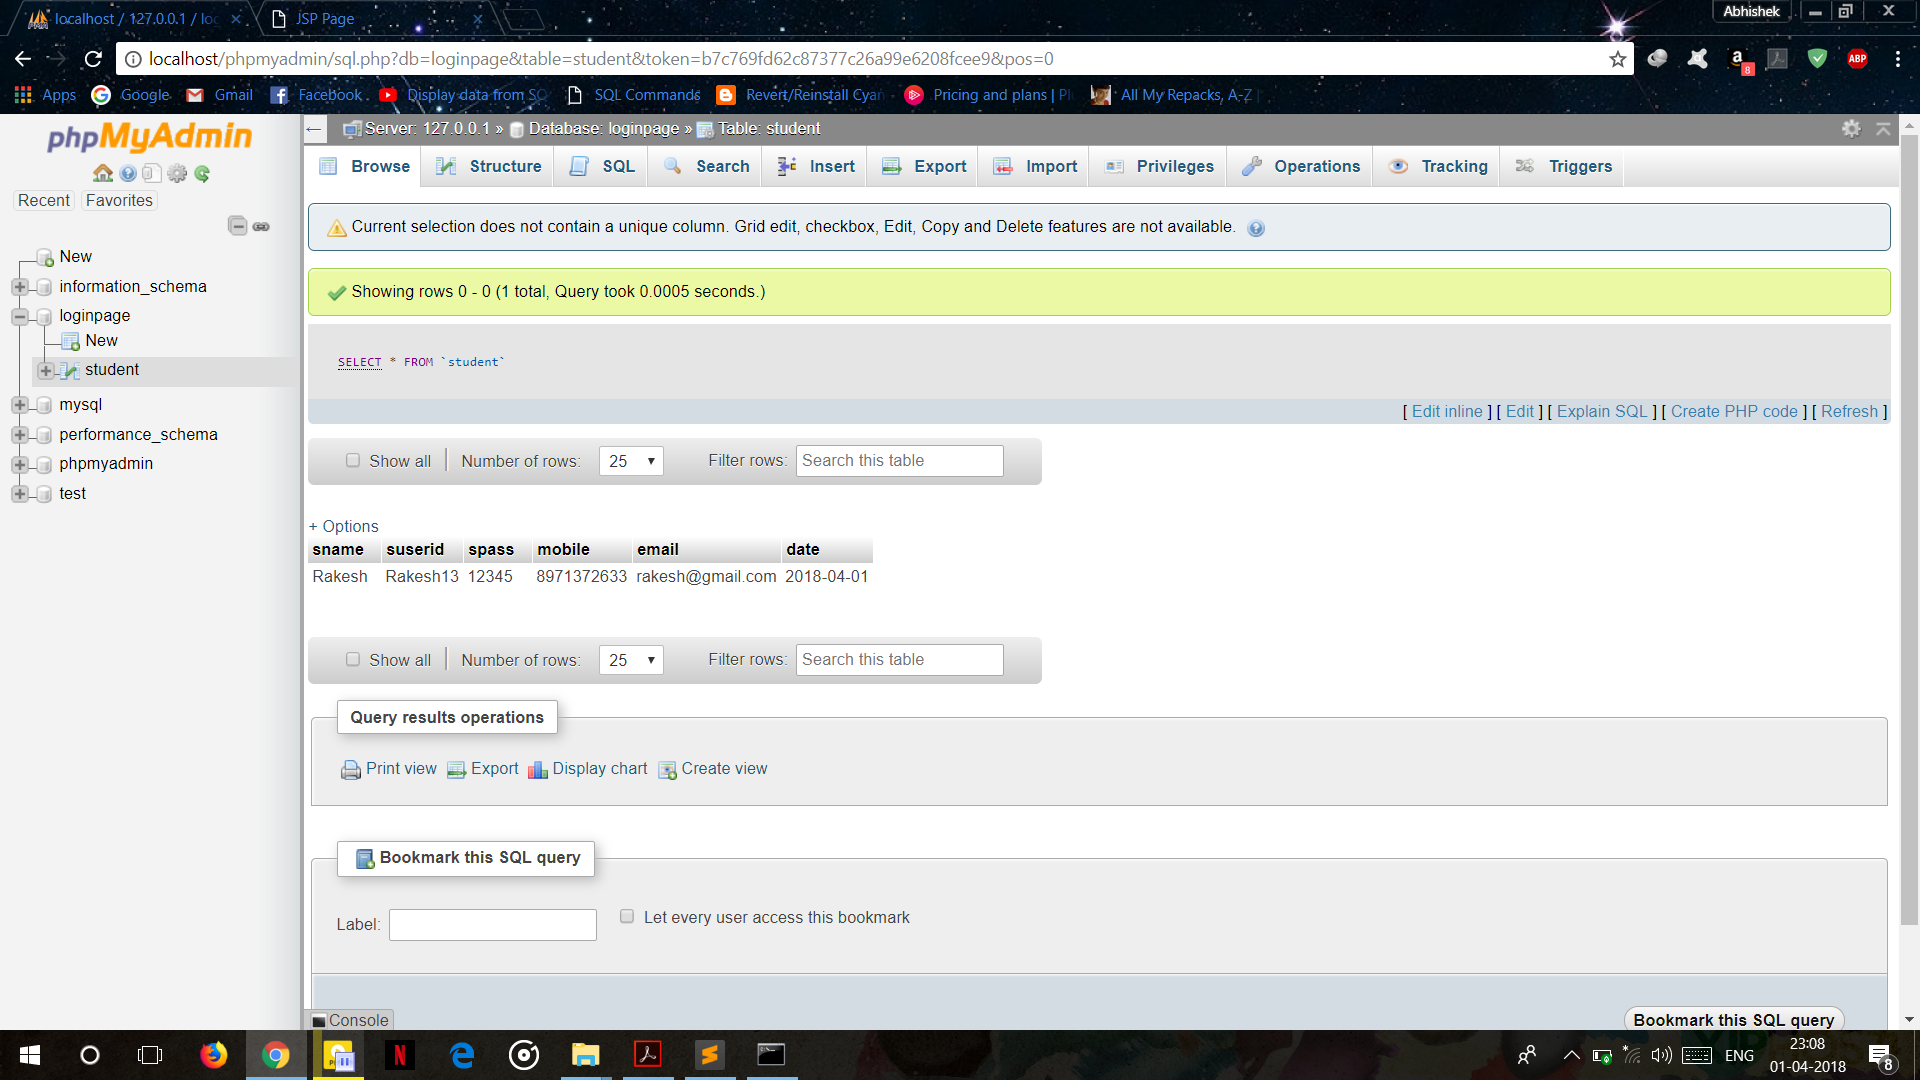 localhost / 127.0.0.1 / loc
JSP Page
Abhishek
localhost/phpmyadmin/sql.php?db=loginpage&table=student&token=b7c769fd62c87377c26a99e6208fcee9&pos=0
8
ABP
Apps Google Gmail Facebook Display data from SQ SQL Commands Revert/Reinstall Cyan Pricing and plans | Pl All My Repacks, A-Z |
phpMyAdmin
Recent Favorites
New
information_schema
loginpage
New
student
mysql
performance_schema
phpmyadmin
test
Server: 127.0.0.1 » Database: loginpage » Table: student
Browse Structure SQL Search Insert Export Import Privileges Operations Tracking Triggers
Current selection does not contain a unique column. Grid edit, checkbox, Edit, Copy and Delete features are not available.
Showing rows 0 - 0 (1 total, Query took 0.0005 seconds.)
SELECT * FROM `student`
[ Edit inline ] [ Edit ] [ Explain SQL ] [ Create PHP code ] [ Refresh ]
Show all Number of rows: 25 Filter rows: Search this table
+ Options
sname suserid spass mobile email date
Rakesh Rakesh13 12345 8971372633 rakesh@gmail.com 2018-04-01
Show all Number of rows: 25 Filter rows: Search this table
Query results operations
Print view Export Display chart Create view
Bookmark this SQL query
Label: Let every user access this bookmark
Console
Bookmark this SQL query
ENG
23:08
01-04-2018
8